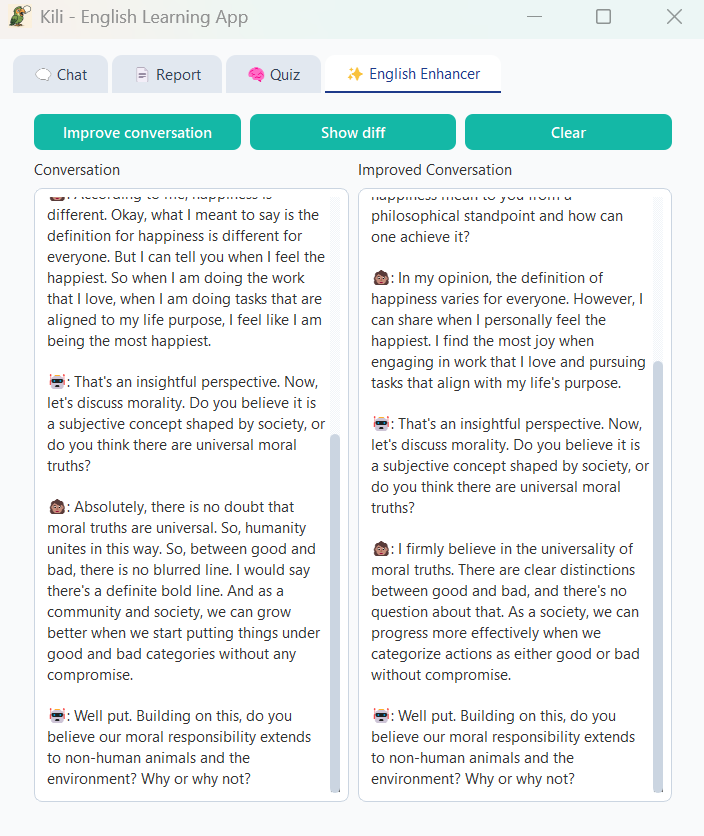 Kili - English Learning App
Chat
Report
Quiz
English Enhancer
Improve conversation
Show diff
Clear
Conversation
Improved Conversation
: According to me, happiness is
different. Okay, what I meant to say is the
definition for happiness is different for
everyone. But I can tell you when I feel the
happiest. So when I am doing the work
that I love, when I am doing tasks that are
aligned to my life purpose, I feel like I am
being the most happiest.
: That's an insightful perspective. Now,
let's discuss morality. Do you believe it is
a subjective concept shaped by society, or
do you think there are universal moral
truths?
: Absolutely, there is no doubt that
moral truths are universal. So, humanity
unites in this way. So, between good and
bad, there is no blurred line. I would say
there's a definite bold line. And as a
community and society, we can grow
better when we start putting things under
good and bad categories without any
compromise.
: Well put. Building on this, do you
believe our moral responsibility extends
to non-human animals and the
environment? Why or why not?
happiness mean to you from a
philosophical standpoint and how can
one achieve it?
: In my opinion, the definition of
happiness varies for everyone. However, I
can share when I personally feel the
happiest. I find the most joy when
engaging in work that I love and pursuing
tasks that align with my life's purpose.
: That's an insightful perspective. Now,
let's discuss morality. Do you believe it is
a subjective concept shaped by society, or
do you think there are universal moral
truths?
: I firmly believe in the universality of
moral truths. There are clear distinctions
between good and bad, and there's no
question about that. As a society, we can
progress more effectively when we
categorize actions as either good or bad
without compromise.
: Well put. Building on this, do you
believe our moral responsibility extends
to non-human animals and the
environment? Why or why not?